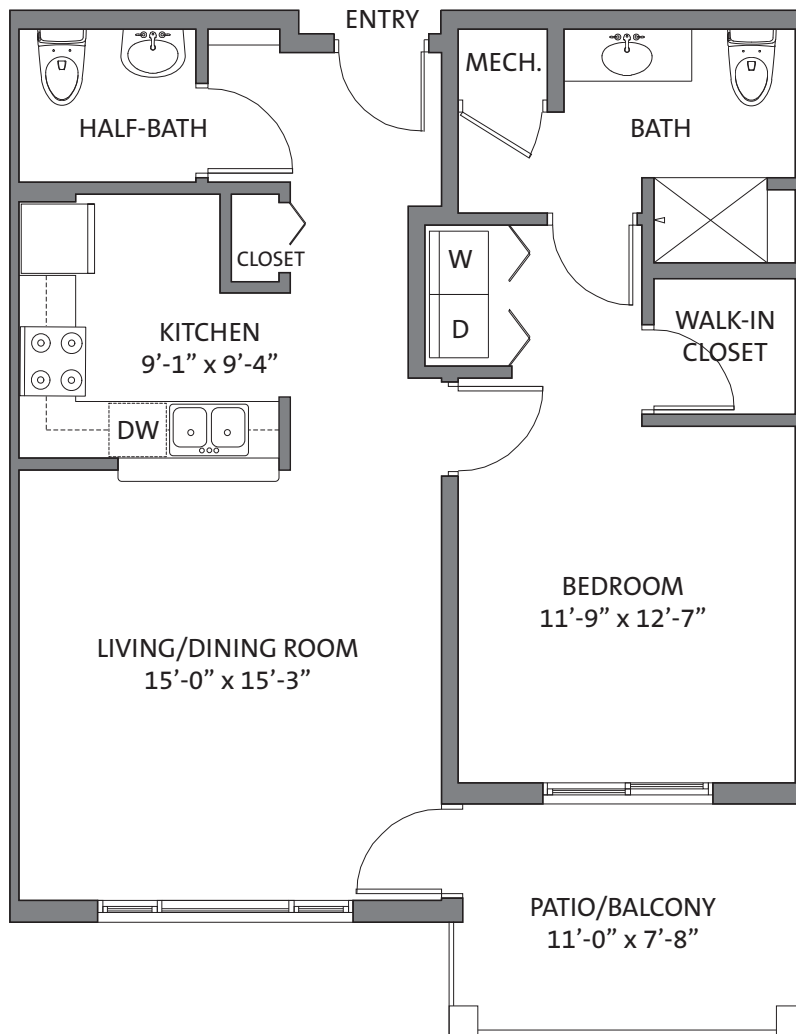 ENTRY
MECH.
HALF-BATH
BATH
CLOSET
W
D
WALK-IN
CLOSET
KITCHEN
9’-1” x 9’-4”
DW
BEDROOM
11’-9” x 12’-7”
LIVING/DINING ROOM
15’-0” x 15’-3”
PATIO/BALCONY
11’-0” x 7’-8”